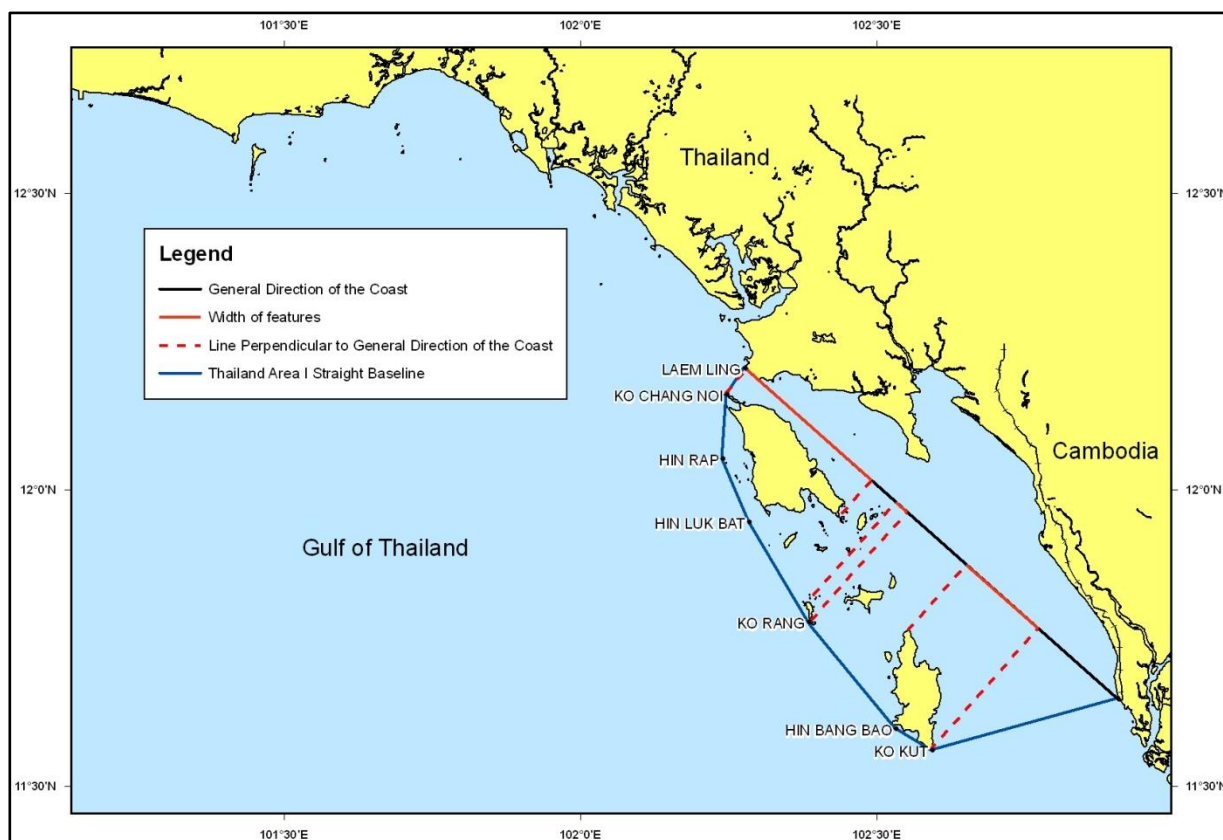 101°30'E 102°0'E 102°30'E
Thailand
12°30'N 12°30'N
Legend
General Direction of the Coast
Width of features
Line Perpendicular to General Direction of the Coast
Thailand Area I Straight Baseline
LAEM LING
KO CHANG NOI
Cambodia
HIN RAP
12°0'N 12°0'N
HIN LUK BAT
Gulf of Thailand
KO RANG
HIN BANG BAO
KO KUT
11°30'N 11°30'N
101°30'E 102°0'E 102°30'E